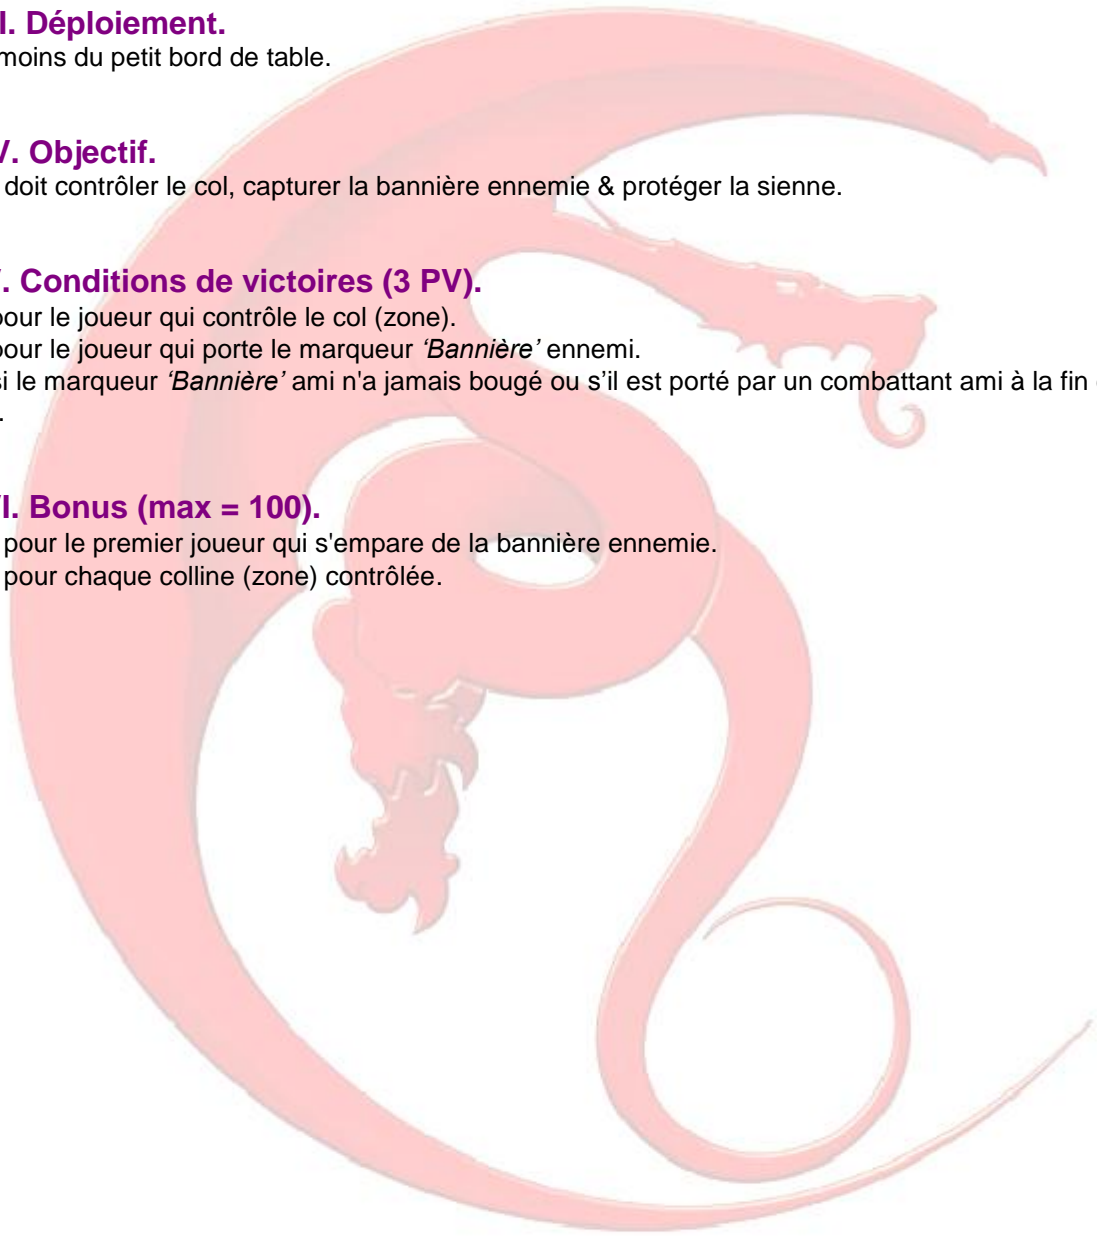 I. Déploiement.
moins du petit bord de table.
V. Objectif.
doit contrôler le col, capturer la bannière ennemie & protéger la sienne.
. Conditions de victoires (3 PV).
pour le joueur qui contrôle le col (zone).
pour le joueur qui porte le marqueur ‘Bannière’ ennemi.
si le marqueur ‘Bannière’ ami n'a jamais bougé ou s’il est porté par un combattant ami à la fin
.
I. Bonus (max = 100).
pour le premier joueur qui s'empare de la bannière ennemie.
pour chaque colline (zone) contrôlée.